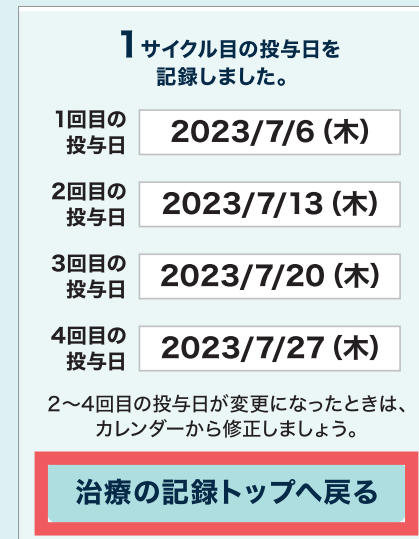 1サイクル目の投与日を
記録しました。
1回目の
投与日
2023/7/6（木）
2回目の
投与日
2023/7/13（木）
3回目の
投与日
2023/7/20（木）
4回目の
投与日
2023/7/27（木）
2〜4回目の投与日が変更になったときは、
カレンダーから修正しましょう。
治療の記録トップへ戻る